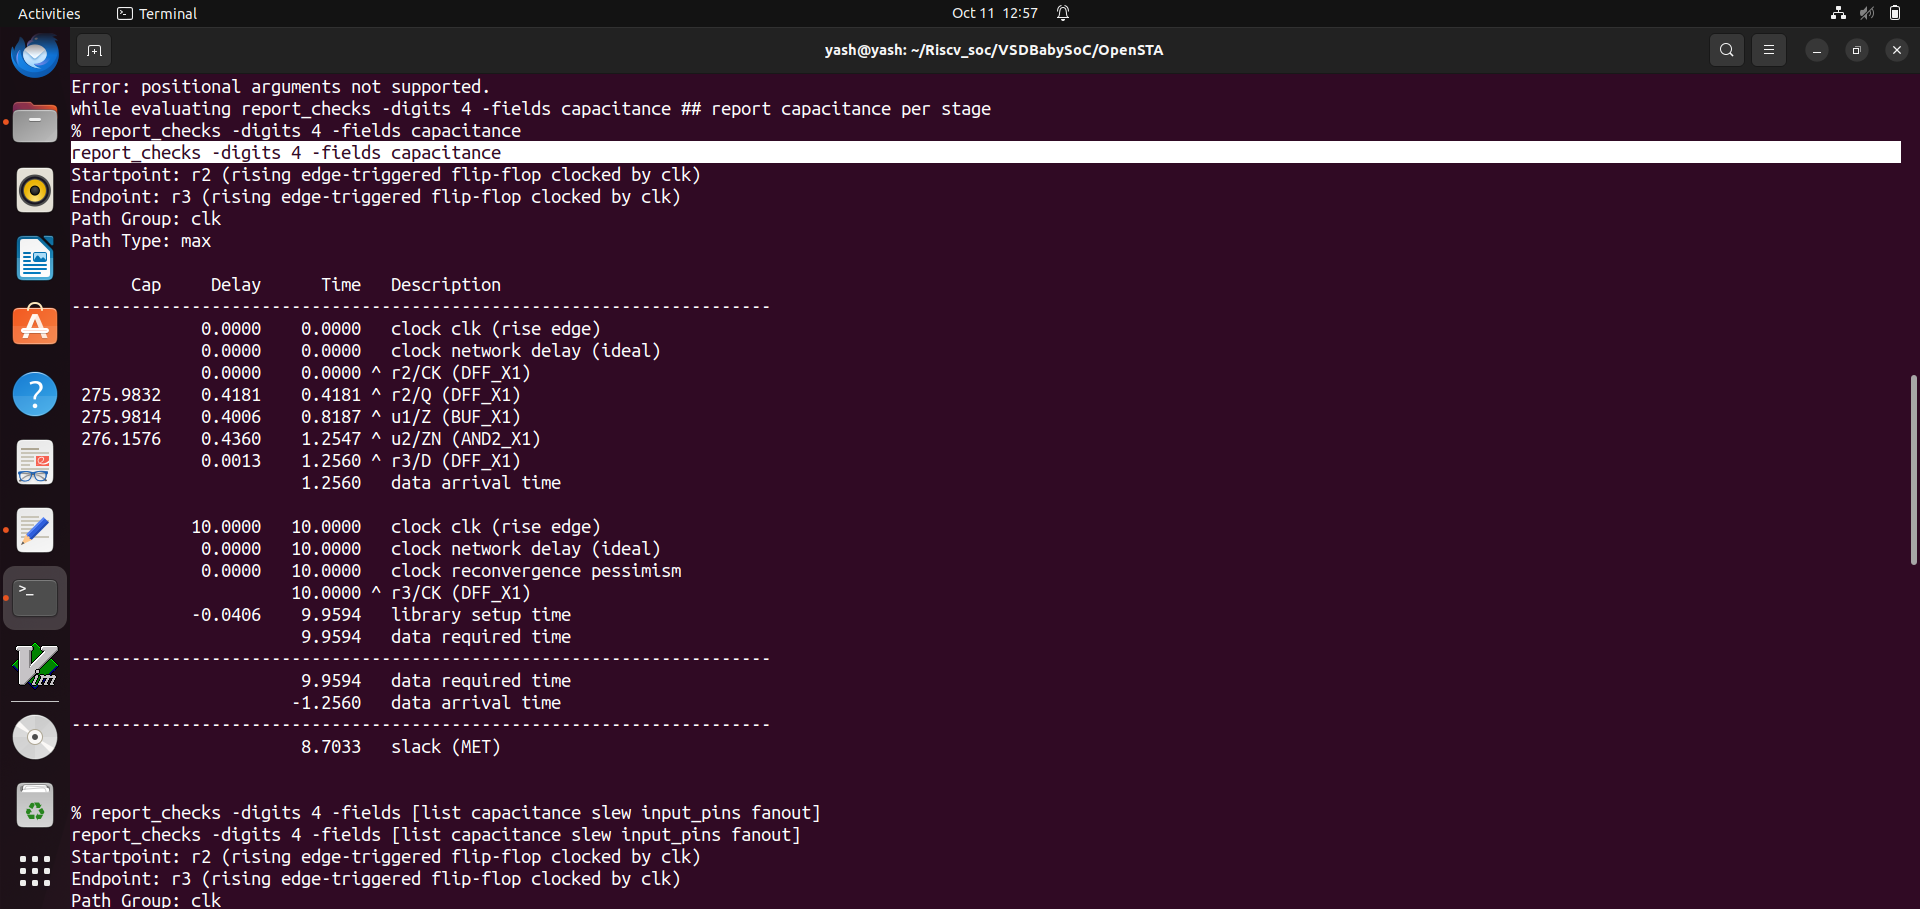 Activities
Terminal
Oct 11 12:57
yash@yash: ~/Riscv_soc/VSDBabySoC/OpenSTA
Error: positional arguments not supported.
while evaluating report_checks -digits 4 -fields capacitance ## report capacitance per stage
% report_checks -digits 4 -fields capacitance
report_checks -digits 4 -fields capacitance
Startpoint: r2 (rising edge-triggered flip-flop clocked by clk)
Endpoint: r3 (rising edge-triggered flip-flop clocked by clk)
Path Group: clk
Path Type: max
      Cap     Delay      Time   Description
----------------------------------------------------------------------
             0.0000    0.0000   clock clk (rise edge)
             0.0000    0.0000   clock network delay (ideal)
             0.0000    0.0000 ^ r2/CK (DFF_X1)
 275.9832    0.4181    0.4181 ^ r2/Q (DFF_X1)
 275.9814    0.4006    0.8187 ^ u1/Z (BUF_X1)
 276.1576    0.4360    1.2547 ^ u2/ZN (AND2_X1)
             0.0013    1.2560 ^ r3/D (DFF_X1)
                       1.2560   data arrival time
            10.0000   10.0000   clock clk (rise edge)
             0.0000   10.0000   clock network delay (ideal)
             0.0000   10.0000   clock reconvergence pessimism
                      10.0000 ^ r3/CK (DFF_X1)
            -0.0406    9.9594   library setup time
                       9.9594   data required time
----------------------------------------------------------------------
                       9.9594   data required time
                      -1.2560   data arrival time
----------------------------------------------------------------------
                       8.7033   slack (MET)
% report_checks -digits 4 -fields [list capacitance slew input_pins fanout]
report_checks -digits 4 -fields [list capacitance slew input_pins fanout]
Startpoint: r2 (rising edge-triggered flip-flop clocked by clk)
Endpoint: r3 (rising edge-triggered flip-flop clocked by clk)
Path Group: clk
Vim